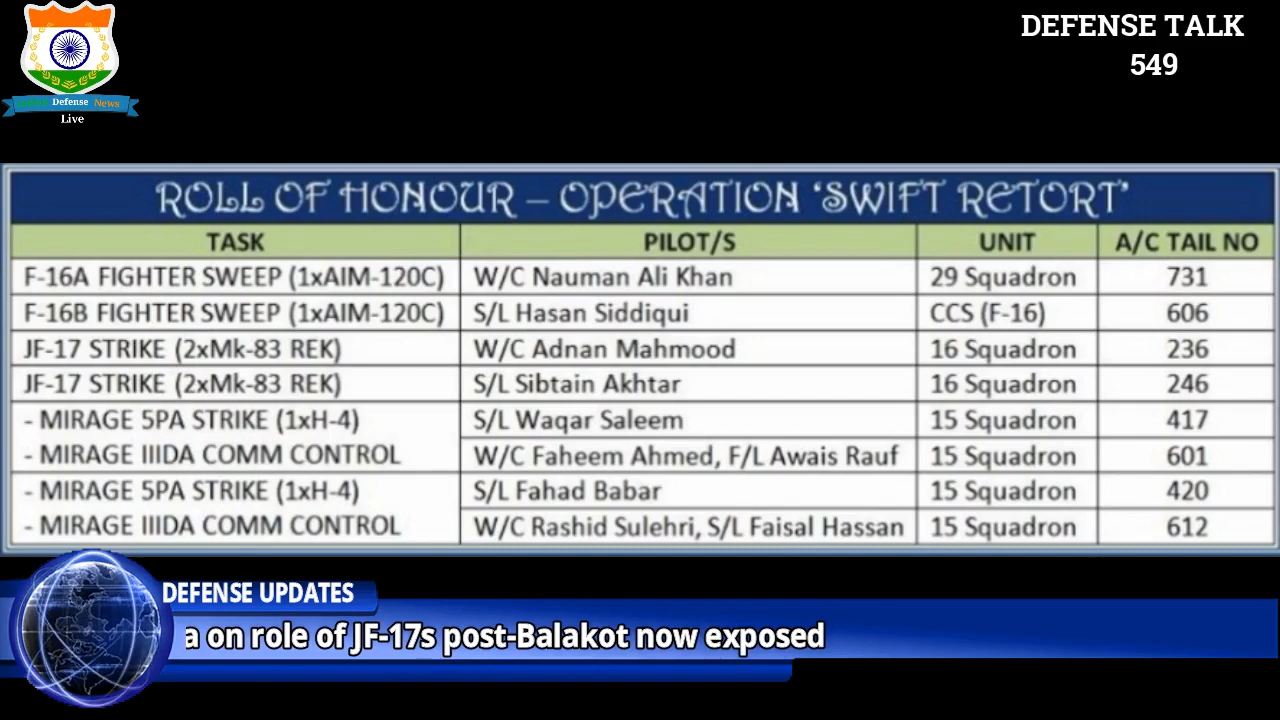 DEFENSE TALK
549
Defense News
Live
ROLL OF HONOUR – OPERATION ‘SWIFT RETORT’
TASK PILOT/S UNIT A/C TAIL NO
F-16A FIGHTER SWEEP (1xAIM-120C) W/C Nauman Ali Khan 29 Squadron 731
F-16B FIGHTER SWEEP (1xAIM-120C) S/L Hasan Siddiqui CCS (F-16) 606
JF-17 STRIKE (2xMk-83 REK) W/C Adnan Mahmood 16 Squadron 236
JF-17 STRIKE (2xMk-83 REK) S/L Sibtain Akhtar 16 Squadron 246
- MIRAGE 5PA STRIKE (1xH-4) S/L Waqar Saleem 15 Squadron 417
- MIRAGE IIIDA COMM CONTROL W/C Faheem Ahmed, F/L Awais Rauf 15 Squadron 601
- MIRAGE 5PA STRIKE (1xH-4) S/L Fahad Babar 15 Squadron 420
- MIRAGE IIIDA COMM CONTROL W/C Rashid Sulehri, S/L Faisal Hassan 15 Squadron 612
DEFENSE UPDATES
a on role of JF-17s post-Balakot now exposed